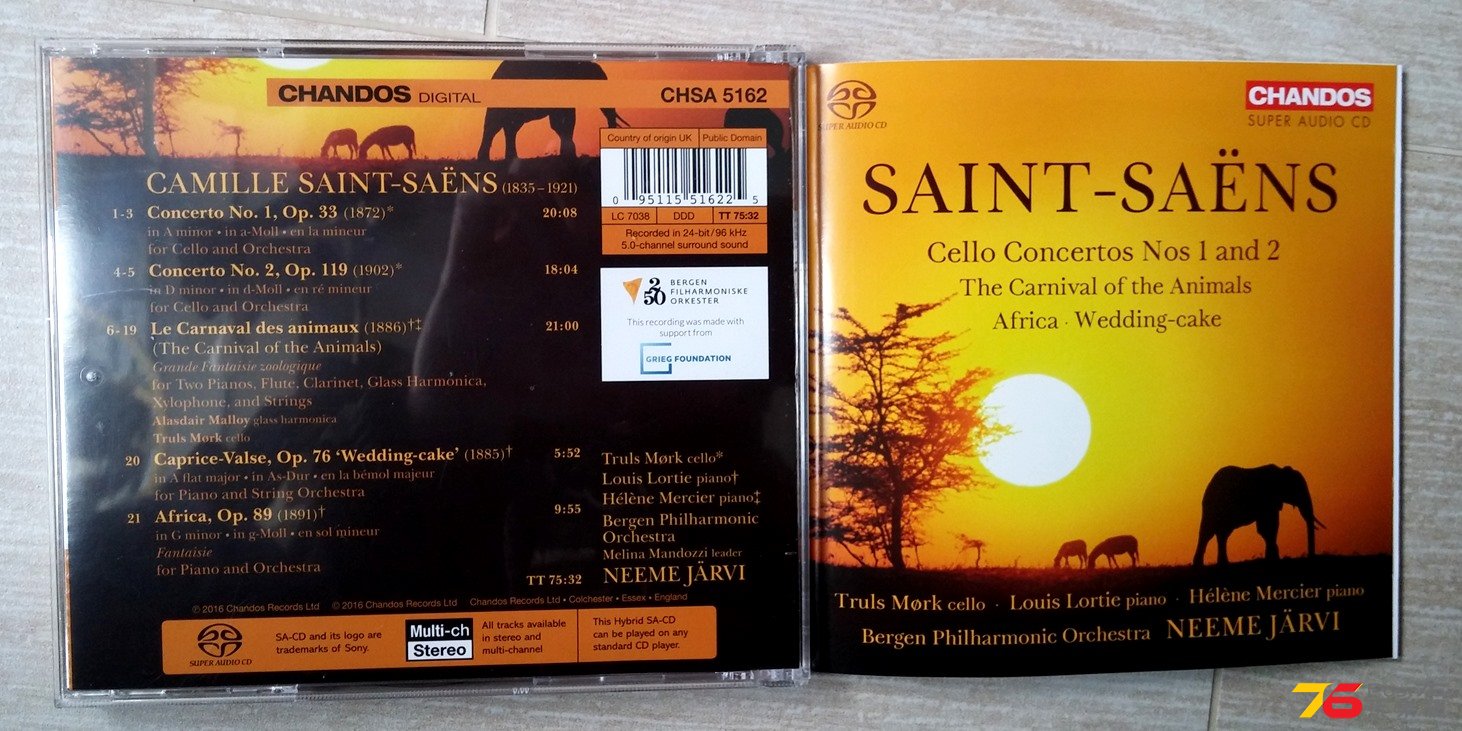 CHANDOS DIGITAL
CHSA 5162
Country of origin UK
Public Domain
0 95115 51622 5
LC 7038
DDD
TT 75:32
Recorded in 24-bit/96 kHz
5.0-channel surround sound
CAMILLE SAINT-SAËNS (1835–1921)
1-3 Concerto No. 1, Op. 33 (1872)* 20:08
in A minor • in a-Moll • en la mineur
for Cello and Orchestra
4-5 Concerto No. 2, Op. 119 (1902)* 18:04
in D minor • in d-Moll • en ré mineur
for Cello and Orchestra
6-19 Le Carnaval des animaux (1886)†‡ 21:00
(The Carnival of the Animals)
Grande Fantaisie zoologique
for Two Pianos, Flute, Clarinet, Glass Harmonica,
Xylophone, and Strings
Alasdair Malloy glass harmonica
Truls Mørk cello
20 Caprice-Valse, Op. 76 ‘Wedding-cake’ (1885)† 5:52
in A flat major • in As-Dur • en la bémol majeur
for Piano and String Orchestra
21 Africa, Op. 89 (1891)† 9:55
in G minor • in g-Moll • en sol mineur
Fantaisie
for Piano and Orchestra
TT 75:32
250
BERGEN
FILHARMONISKE
ORKESTER
This recording was made with
support from
GRIEG FOUNDATION
Truls Mørk cello*
Louis Lortie piano†
Hélène Mercier piano‡
Bergen Philharmonic
Orchestra
Melina Mandozzi leader
NEEME JÄRVI
℗ 2016 Chandos Records Ltd © 2016 Chandos Records Ltd Chandos Records Ltd • Colchester • Essex • England
SUPER AUDIO CD
SA-CD and its logo are
trademarks of Sony.
Multi-ch
Stereo
All tracks available
in stereo and
multi-channel
This Hybrid SA-CD
can be played on any
standard CD player.
SUPER AUDIO CD
CHANDOS
SUPER AUDIO CD
SAINT-SAËNS
Cello Concertos Nos 1 and 2
The Carnival of the Animals
Africa · Wedding-cake
Truls Mørk cello · Louis Lortie piano · Hélène Mercier piano
Bergen Philharmonic Orchestra NEEME JÄRVI
76